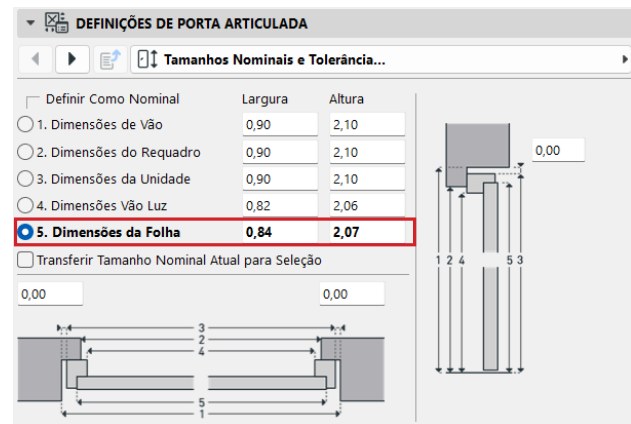 DEFINIÇÕES DE PORTA ARTICULADA
Tamanhos Nominais e Tolerância...
Definir Como Nominal Largura Altura
1. Dimensões de Vão 0,90 2,10
2. Dimensões do Requadro 0,90 2,10
3. Dimensões da Unidade 0,90 2,10
4. Dimensões Vão Luz 0,82 2,06
5. Dimensões da Folha 0,84 2,07
Transferir Tamanho Nominal Atual para Seleção
0,00 0,00
3
2
4
5
1
0,00
1 2 4 5 3